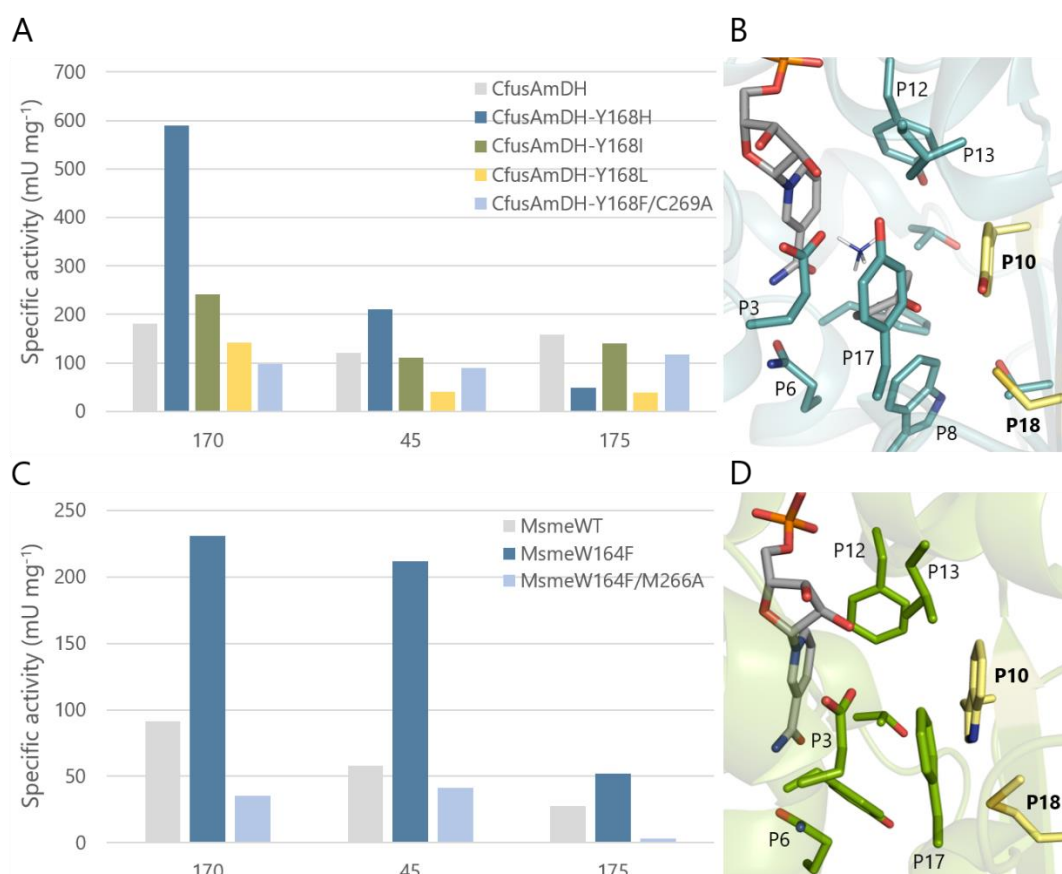 A
Specific activity (mU mg⁻¹)
700
600
500
400
300
200
100
0
CfusAmDH
CfusAmDH-Y168H
CfusAmDH-Y168I
CfusAmDH-Y168L
CfusAmDH-Y168F/C269A
170 45 175
B
P12
P13
P10
P3
P17
P6
P18
P8
C
Specific activity (mU mg⁻¹)
250
200
150
100
50
0
MsmeWT
MsmeW164F
MsmeW164F/M266A
170 45 175
D
P12
P13
P10
P3
P18
P6
P17